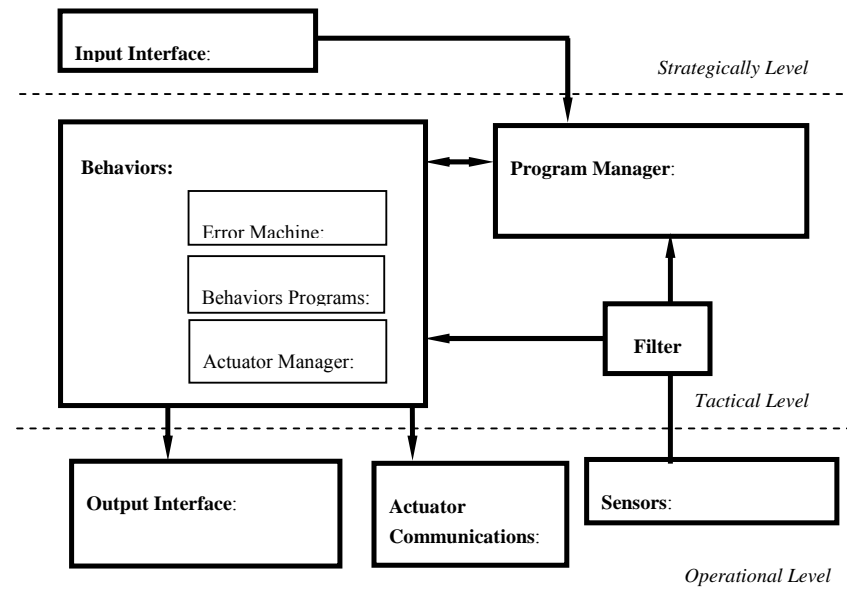 Input Interface:
Strategically Level
Behaviors:
Program Manager:
Error Machine:
Behaviors Programs:
Actuator Manager:
Filter
Tactical Level
Output Interface:
Actuator
Communications:
Sensors:
Operational Level